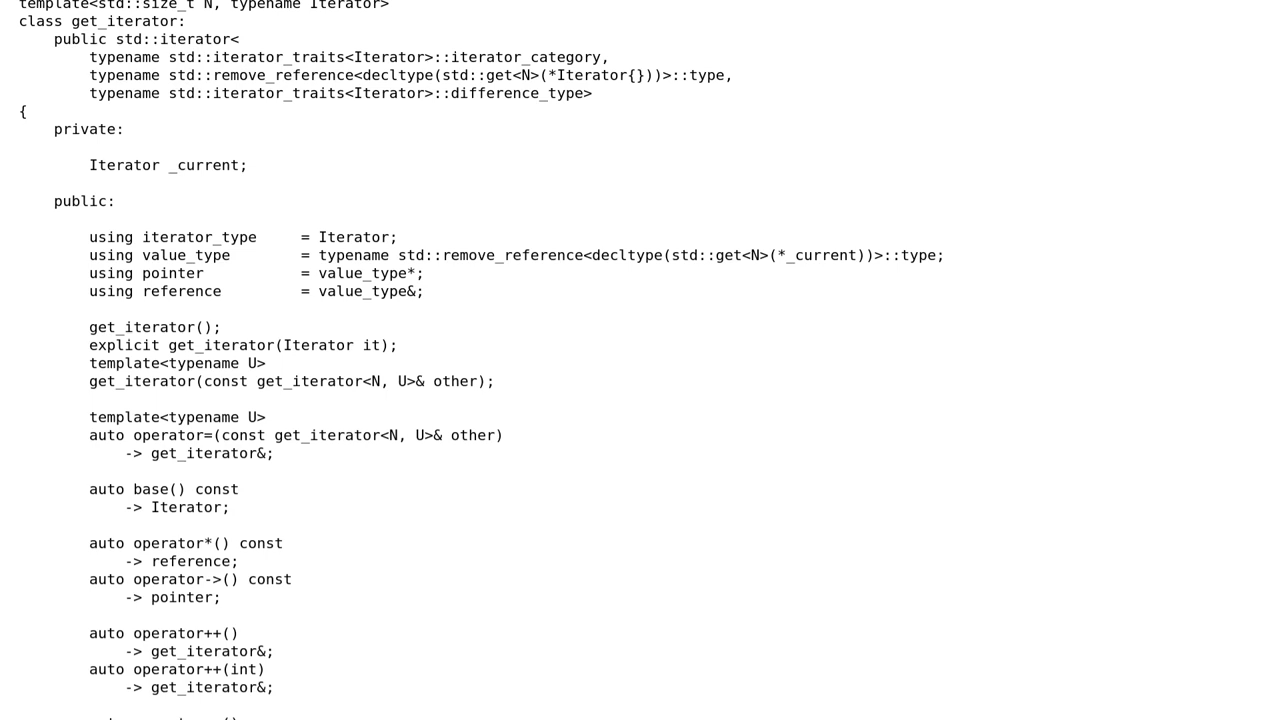 template<std::size_t N, typename Iterator>
class get_iterator:
    public std::iterator<
        typename std::iterator_traits<Iterator>::iterator_category,
        typename std::remove_reference<decltype(std::get<N>(*Iterator{}))>::type,
        typename std::iterator_traits<Iterator>::difference_type>
{
    private:

        Iterator _current;

    public:

        using iterator_type     = Iterator;
        using value_type        = typename std::remove_reference<decltype(std::get<N>(*_current))>::type;
        using pointer           = value_type*;
        using reference         = value_type&;

        get_iterator();
        explicit get_iterator(Iterator it);
        template<typename U>
        get_iterator(const get_iterator<N, U>& other);

        template<typename U>
        auto operator=(const get_iterator<N, U>& other)
            -> get_iterator&;

        auto base() const
            -> Iterator;

        auto operator*() const
            -> reference;
        auto operator->() const
            -> pointer;

        auto operator++()
            -> get_iterator&;
        auto operator++(int)
            -> get_iterator&;